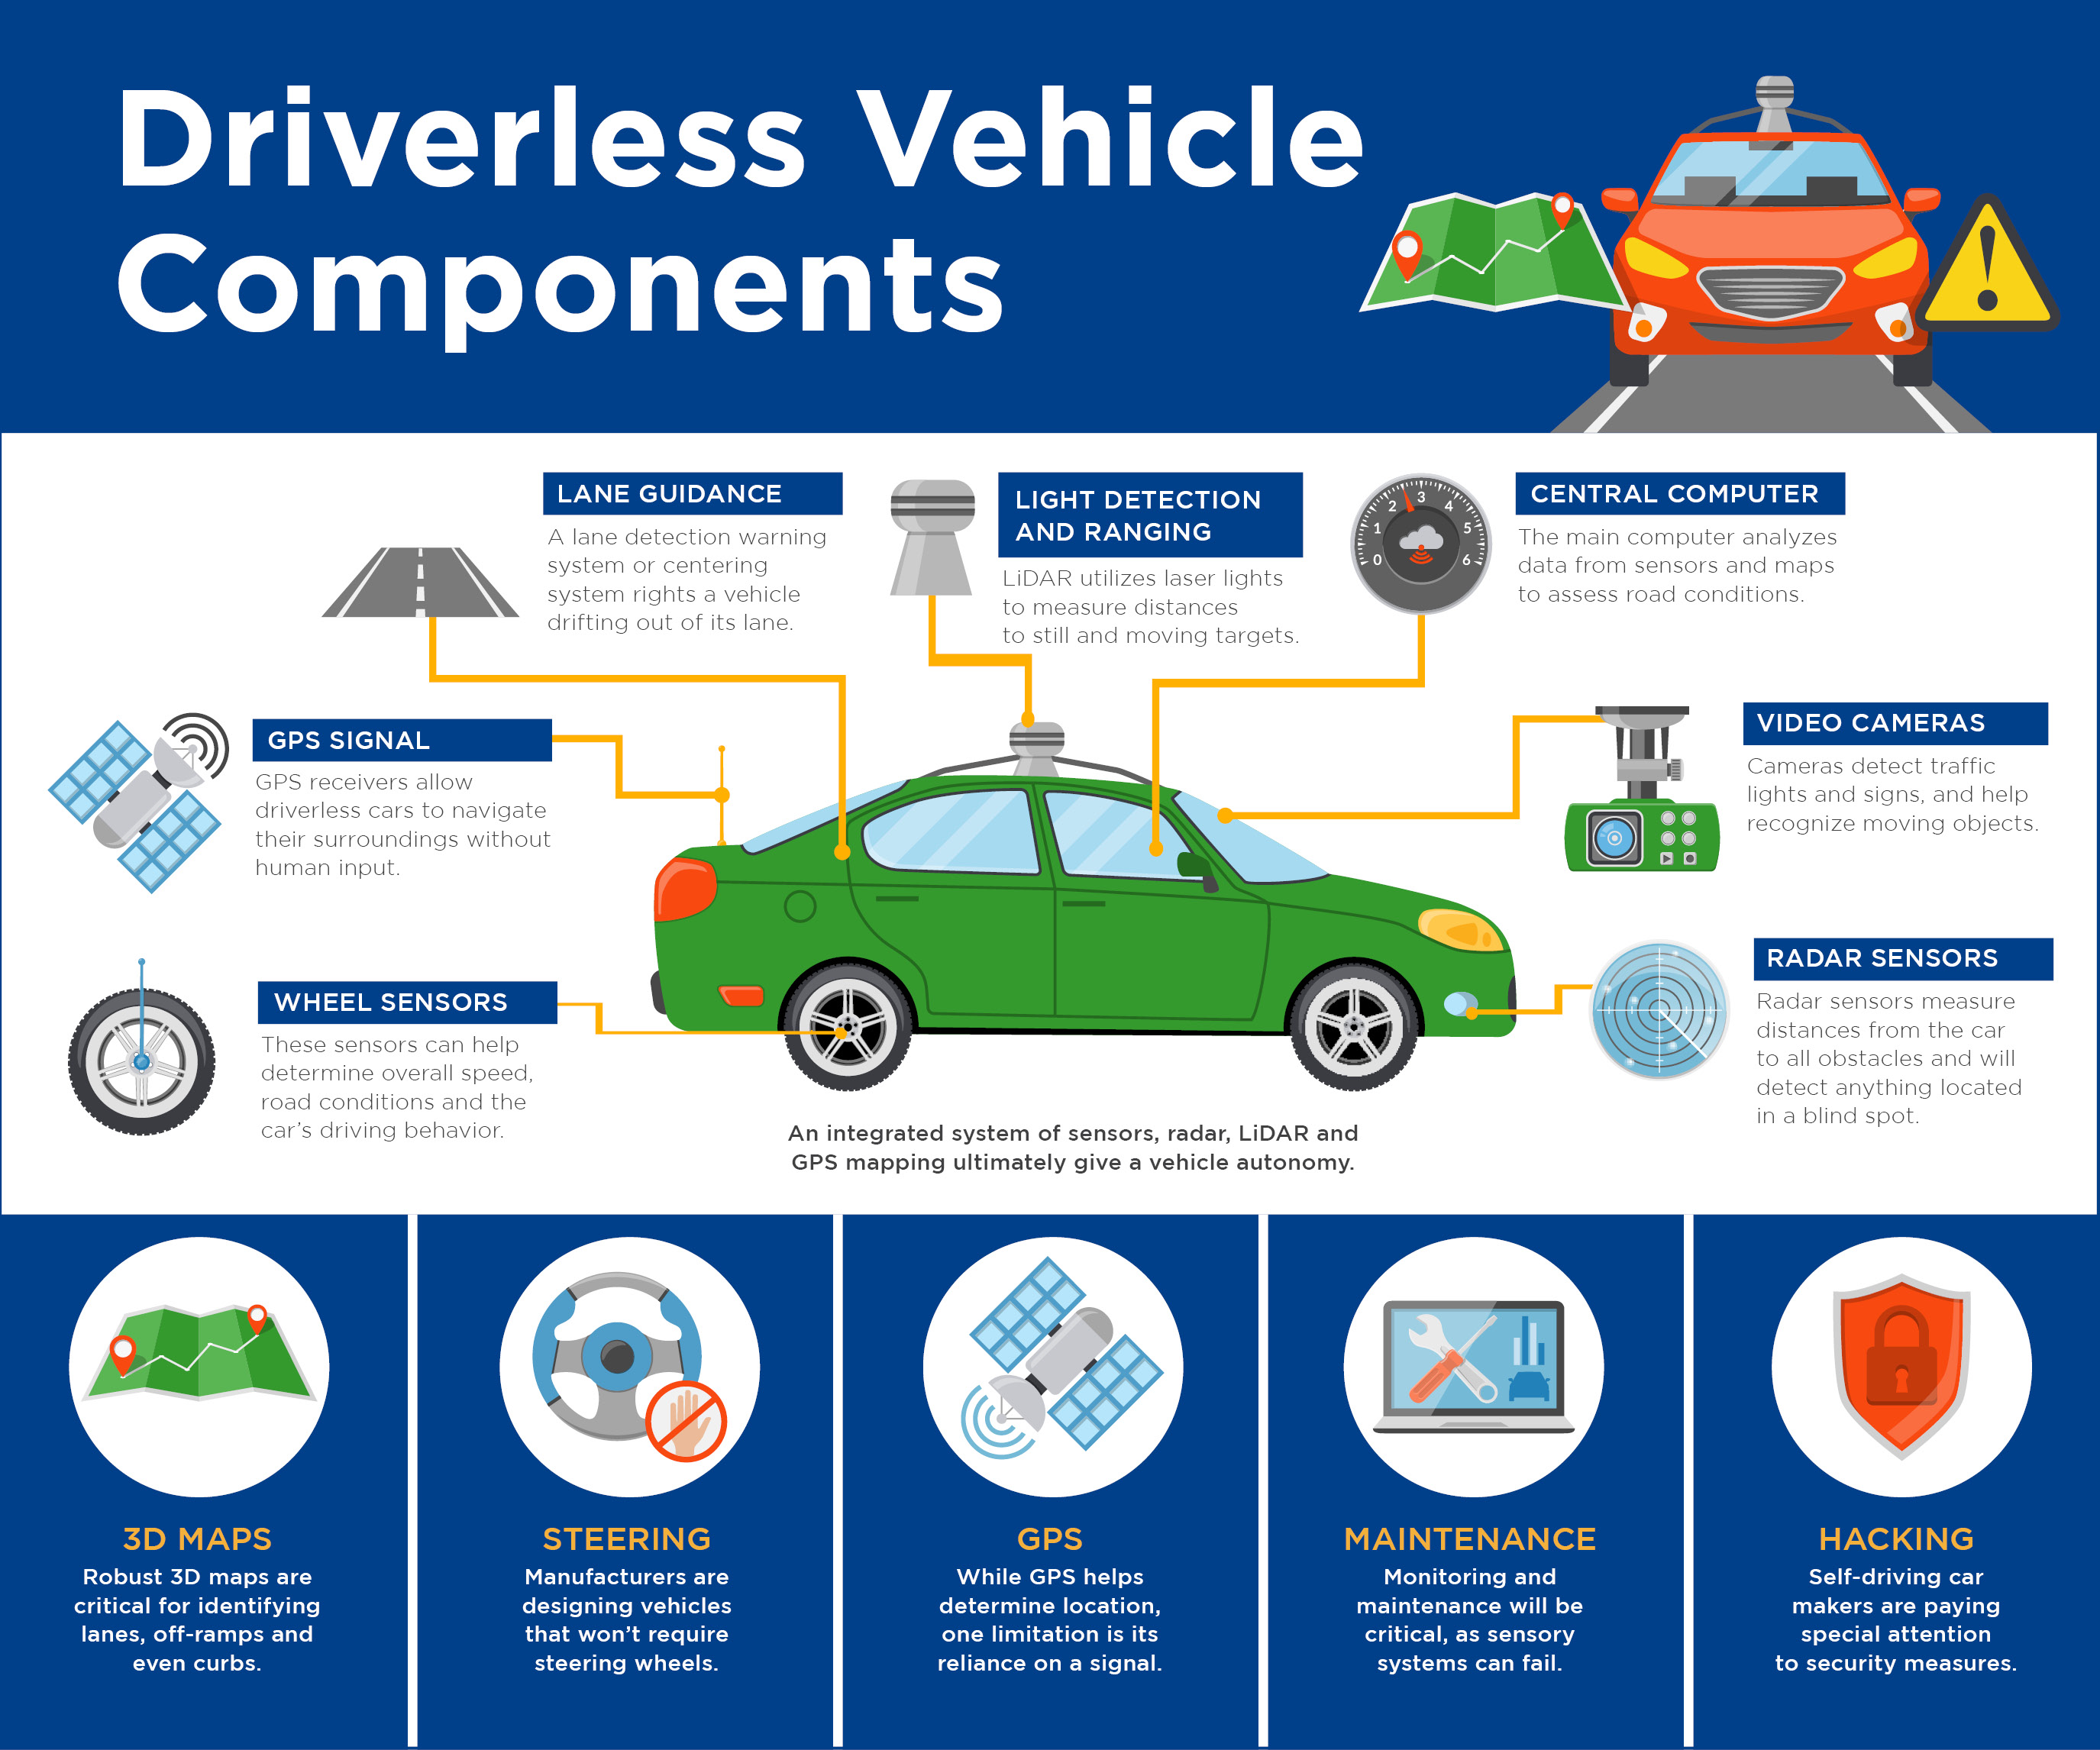 Driverless Vehicle
Components
LANE GUIDANCE
A lane detection warning
system or centering
system rights a vehicle
drifting out of its lane.
LIGHT DETECTION
AND RANGING
LiDAR utilizes laser lights
to measure distances
to still and moving targets.
0
1
2
3
4
5
6
CENTRAL COMPUTER
The main computer analyzes
data from sensors and maps
to assess road conditions.
GPS SIGNAL
GPS receivers allow
driverless cars to navigate
their surroundings without
human input.
VIDEO CAMERAS
Cameras detect traffic
lights and signs, and help
recognize moving objects.
WHEEL SENSORS
These sensors can help
determine overall speed,
road conditions and the
car’s driving behavior.
RADAR SENSORS
Radar sensors measure
distances from the car
to all obstacles and will
detect anything located
in a blind spot.
An integrated system of sensors, radar, LiDAR and
GPS mapping ultimately give a vehicle autonomy.
3D MAPS
Robust 3D maps are
critical for identifying
lanes, off-ramps and
even curbs.
STEERING
Manufacturers are
designing vehicles
that won’t require
steering wheels.
GPS
While GPS helps
determine location,
one limitation is its
reliance on a signal.
MAINTENANCE
Monitoring and
maintenance will be
critical, as sensory
systems can fail.
HACKING
Self-driving car
makers are paying
special attention
to security measures.